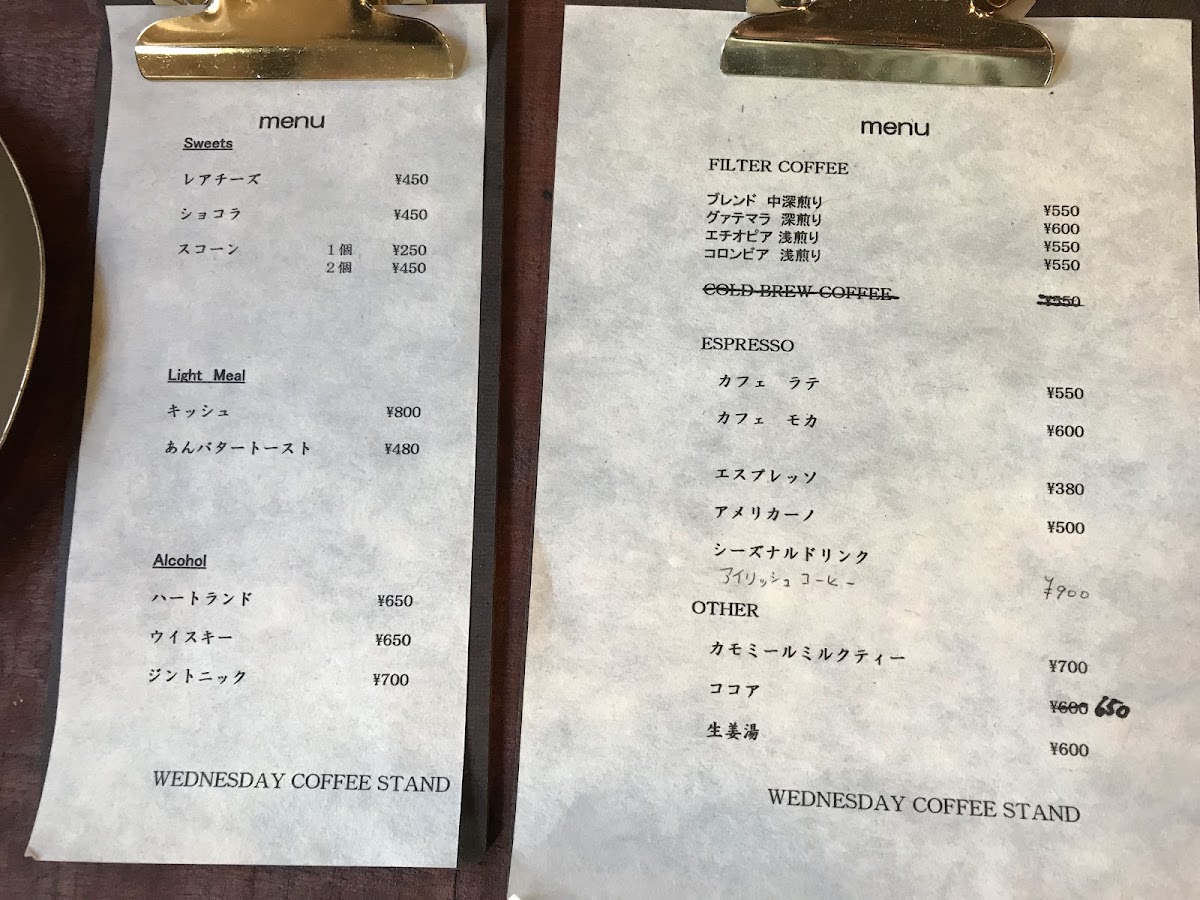 menu
Sweets
レアチーズ ¥450
ショコラ ¥450
スコーン 1個 ¥250
2個 ¥450
Light Meal
キッシュ ¥800
あんバタートースト ¥480
Alcohol
ハートランド ¥650
ウイスキー ¥650
ジントニック ¥700
WEDNESDAY COFFEE STAND
menu
FILTER COFFEE
ブレンド 中深煎り ¥550
グァテマラ 深煎り ¥600
エチオピア 浅煎り ¥550
コロンビア 浅煎り ¥550
COLD BREW COFFEE ¥550
ESPRESSO
カフェ ラテ ¥550
カフェ モカ ¥600
エスプレッソ ¥380
アメリカーノ ¥500
シーズナルドリンク
アイリッシュコーヒー ¥900
OTHER
カモミールミルクティー ¥700
ココア ¥600 650
生姜湯 ¥600
WEDNESDAY COFFEE STAND